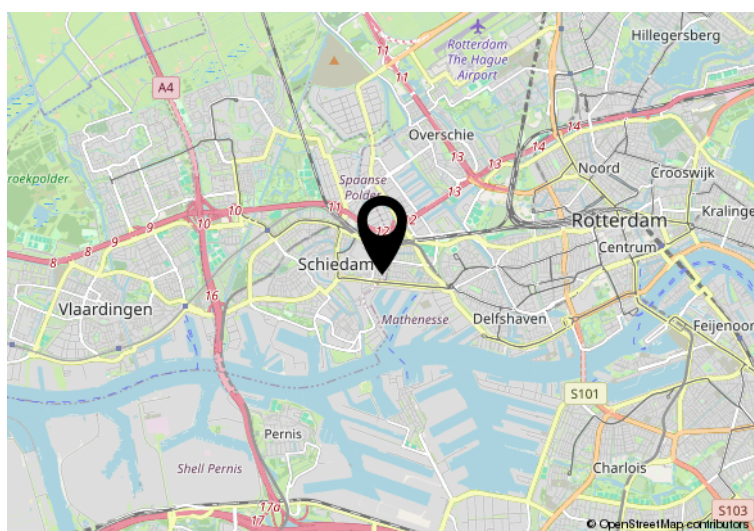 Hillegersberg
11
Rotterdam
The Hague
Airport
11
A4
14
Overschie
14
13
13
Noord
Crooswijk
roekpolder
Spaanse
Polder
11
10
10
12
2
Kralinge
Rotterdam
9
9
8
8
Centrum
Schiedam
16
Vlaardingen
Mathenesse
Delfshaven
Feijenoor
S101
Pernis
Shell Pernis
Charlois
17a
17
S103
© OpenStreetMap contributors